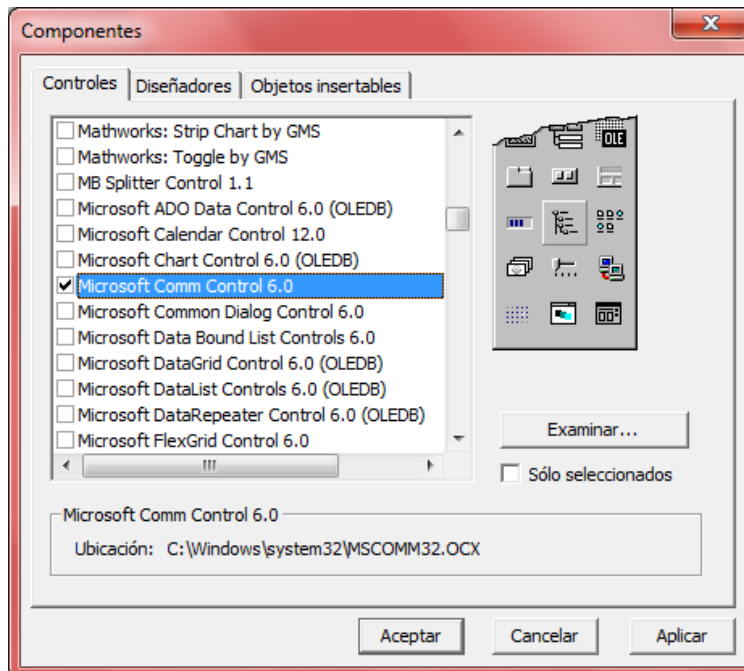 Componentes
X
Controles
Diseñadores
Objetos insertables
Mathworks: Strip Chart by GMS
Mathworks: Toggle by GMS
MB Splitter Control 1.1
Microsoft ADO Data Control 6.0 (OLEDB)
Microsoft Calendar Control 12.0
Microsoft Chart Control 6.0 (OLEDB)
Microsoft Comm Control 6.0
Microsoft Common Dialog Control 6.0
Microsoft Data Bound List Controls 6.0
Microsoft DataGrid Control 6.0 (OLEDB)
Microsoft DataList Controls 6.0 (OLEDB)
Microsoft DataRepeater Control 6.0 (OLEDB)
Microsoft FlexGrid Control 6.0
OLE
Examinar...
Sólo seleccionados
Microsoft Comm Control 6.0
Ubicación: C:\Windows\system32\MSCOMM32.OCX
Aceptar
Cancelar
Aplicar